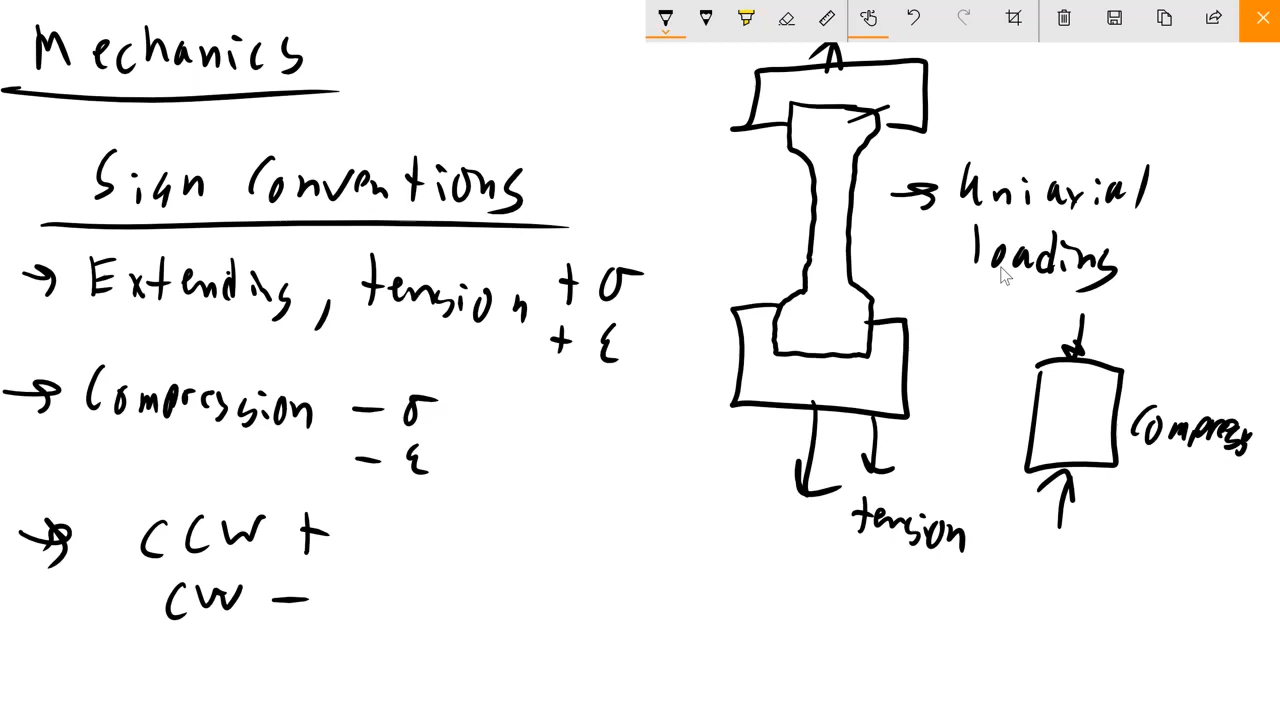 Mechanics
Sign Conventions
→ Extending, tension + σ
+ ε
→ Compression - σ
- ε
→ CCW +
CW -
→ Uniaxial
loading
Compress
tension